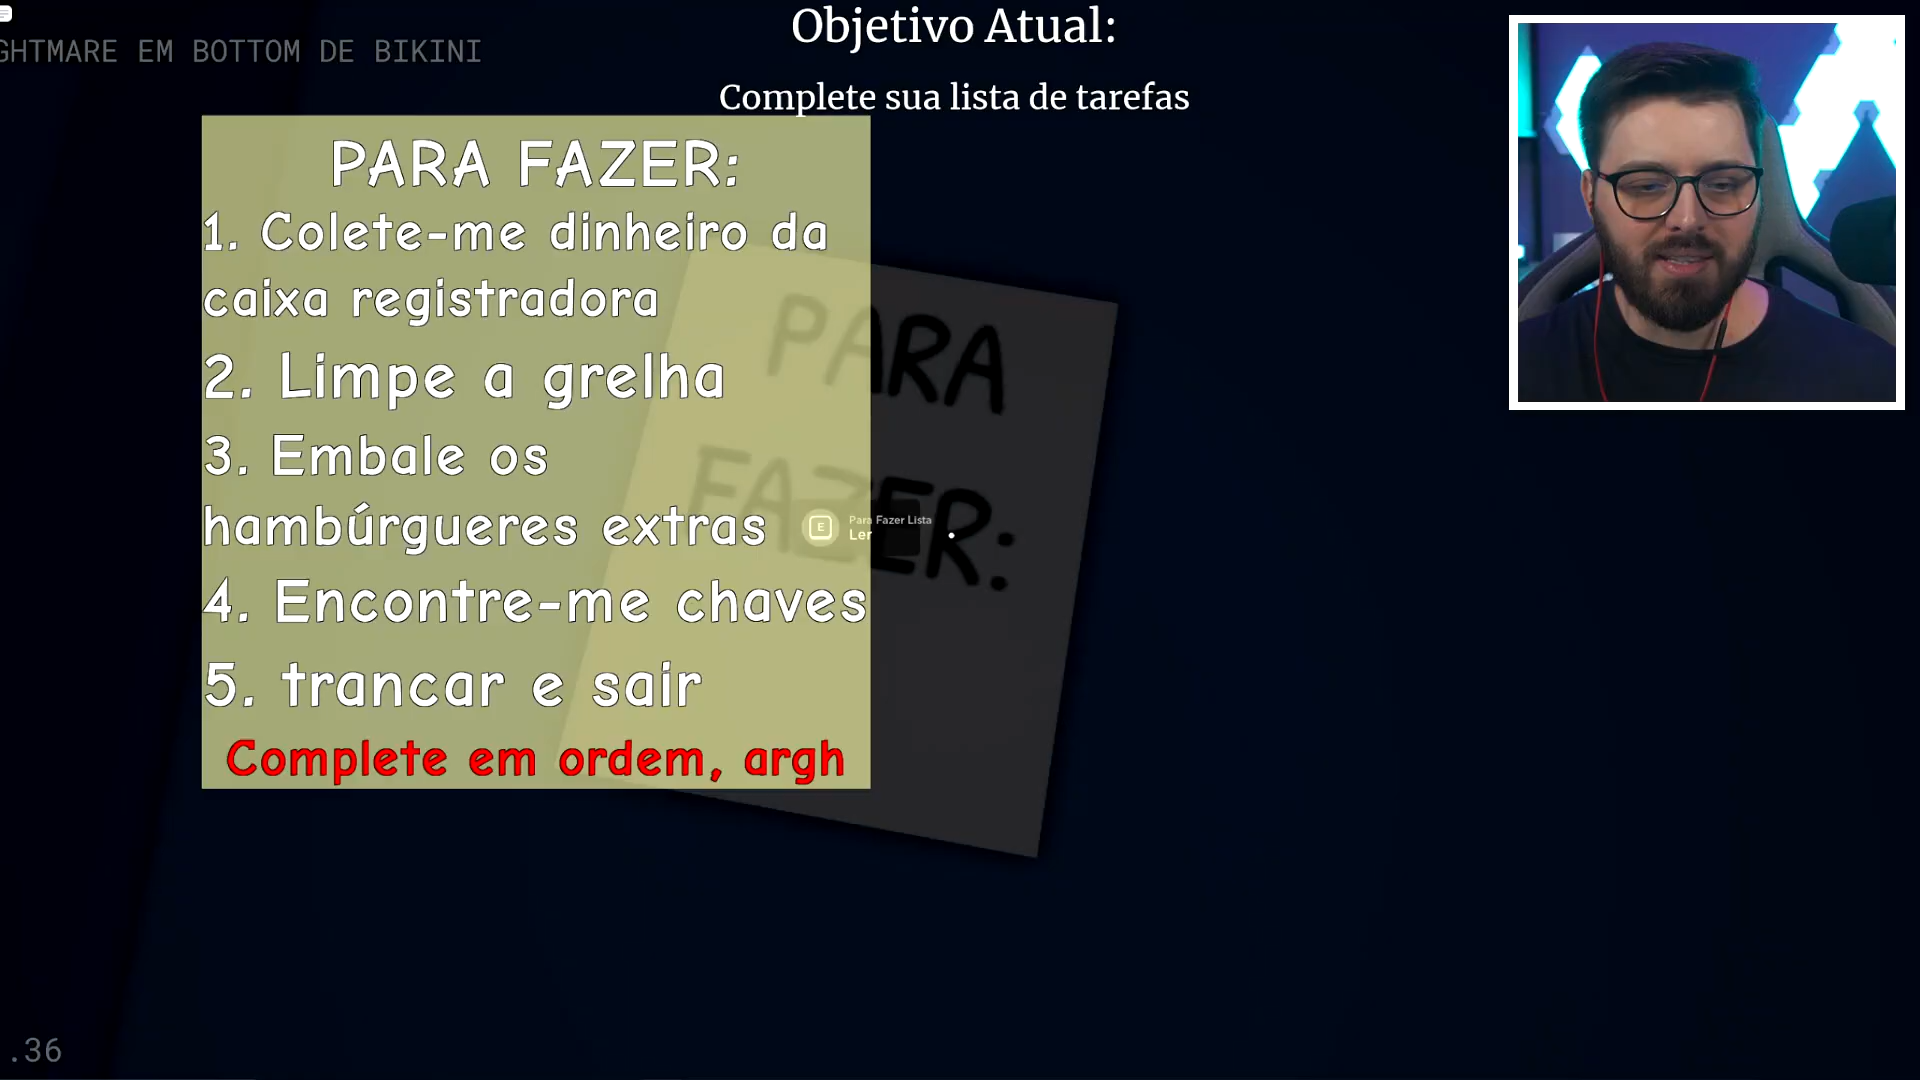 GHTMARE EM BOTTOM DE BIKINI
Objetivo Atual:
Complete sua lista de tarefas
PARA FAZER:
1. Colete-me dinheiro da
caixa registradora
2. Limpe a grelha
3. Embale os
hambúrgueres extras
4. Encontre-me chaves
5. trancar e sair
Complete em ordem, argh
PARA
FAZER:
E
Para Fazer Lista
Ler
.36